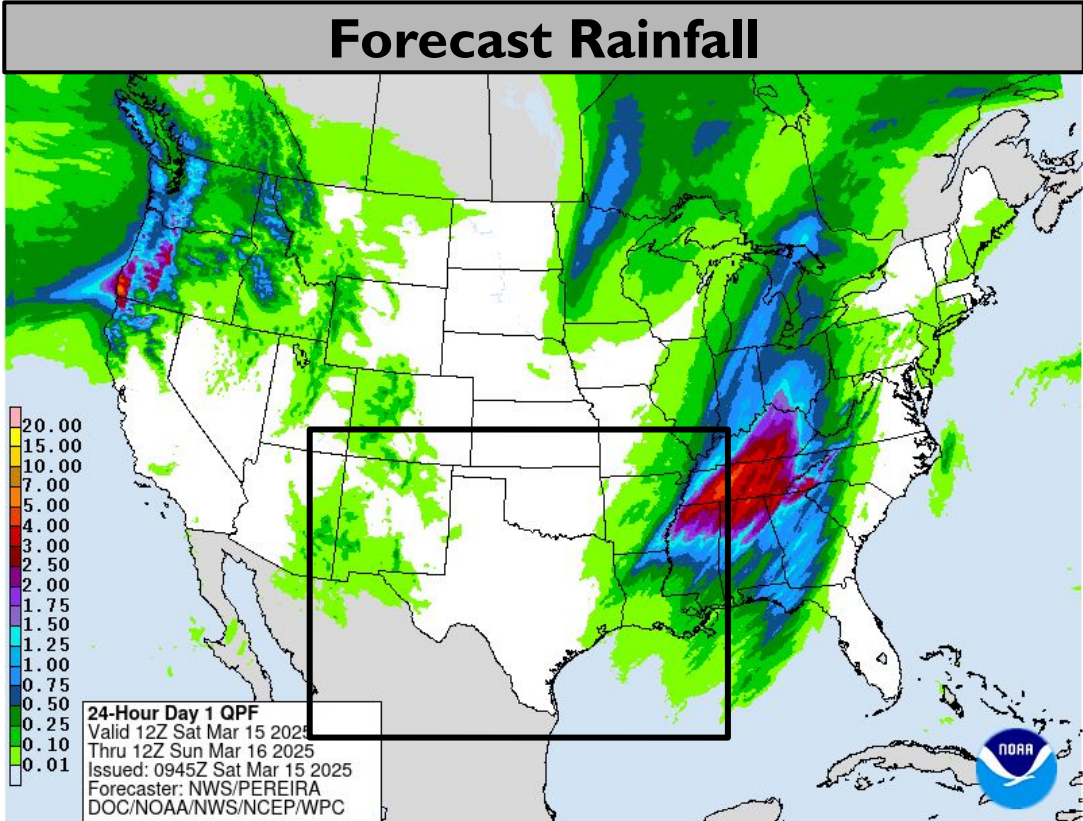 Forecast Rainfall
20.00
15.00
10.00
7.00
5.00
4.00
3.00
2.50
2.00
1.75
1.50
1.25
1.00
0.75
0.50
0.25
0.10
0.01
24-Hour Day 1 QPF
Valid 12Z Sat Mar 15 2025
Thru 12Z Sun Mar 16 2025
Issued: 0945Z Sat Mar 15 2025
Forecaster: NWS/PEREIRA
DOC/NOAA/NWS/NCEP/WPC
NOAA